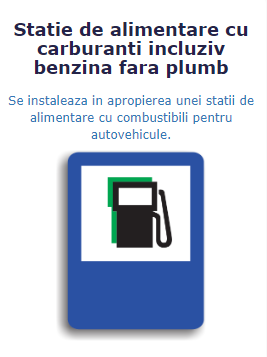 Statie de alimentare cu
carburanti incluziv
benzina fara plumb
Se instaleaza in apropierea unei statii de
alimentare cu combustibili pentru
autovehicule.